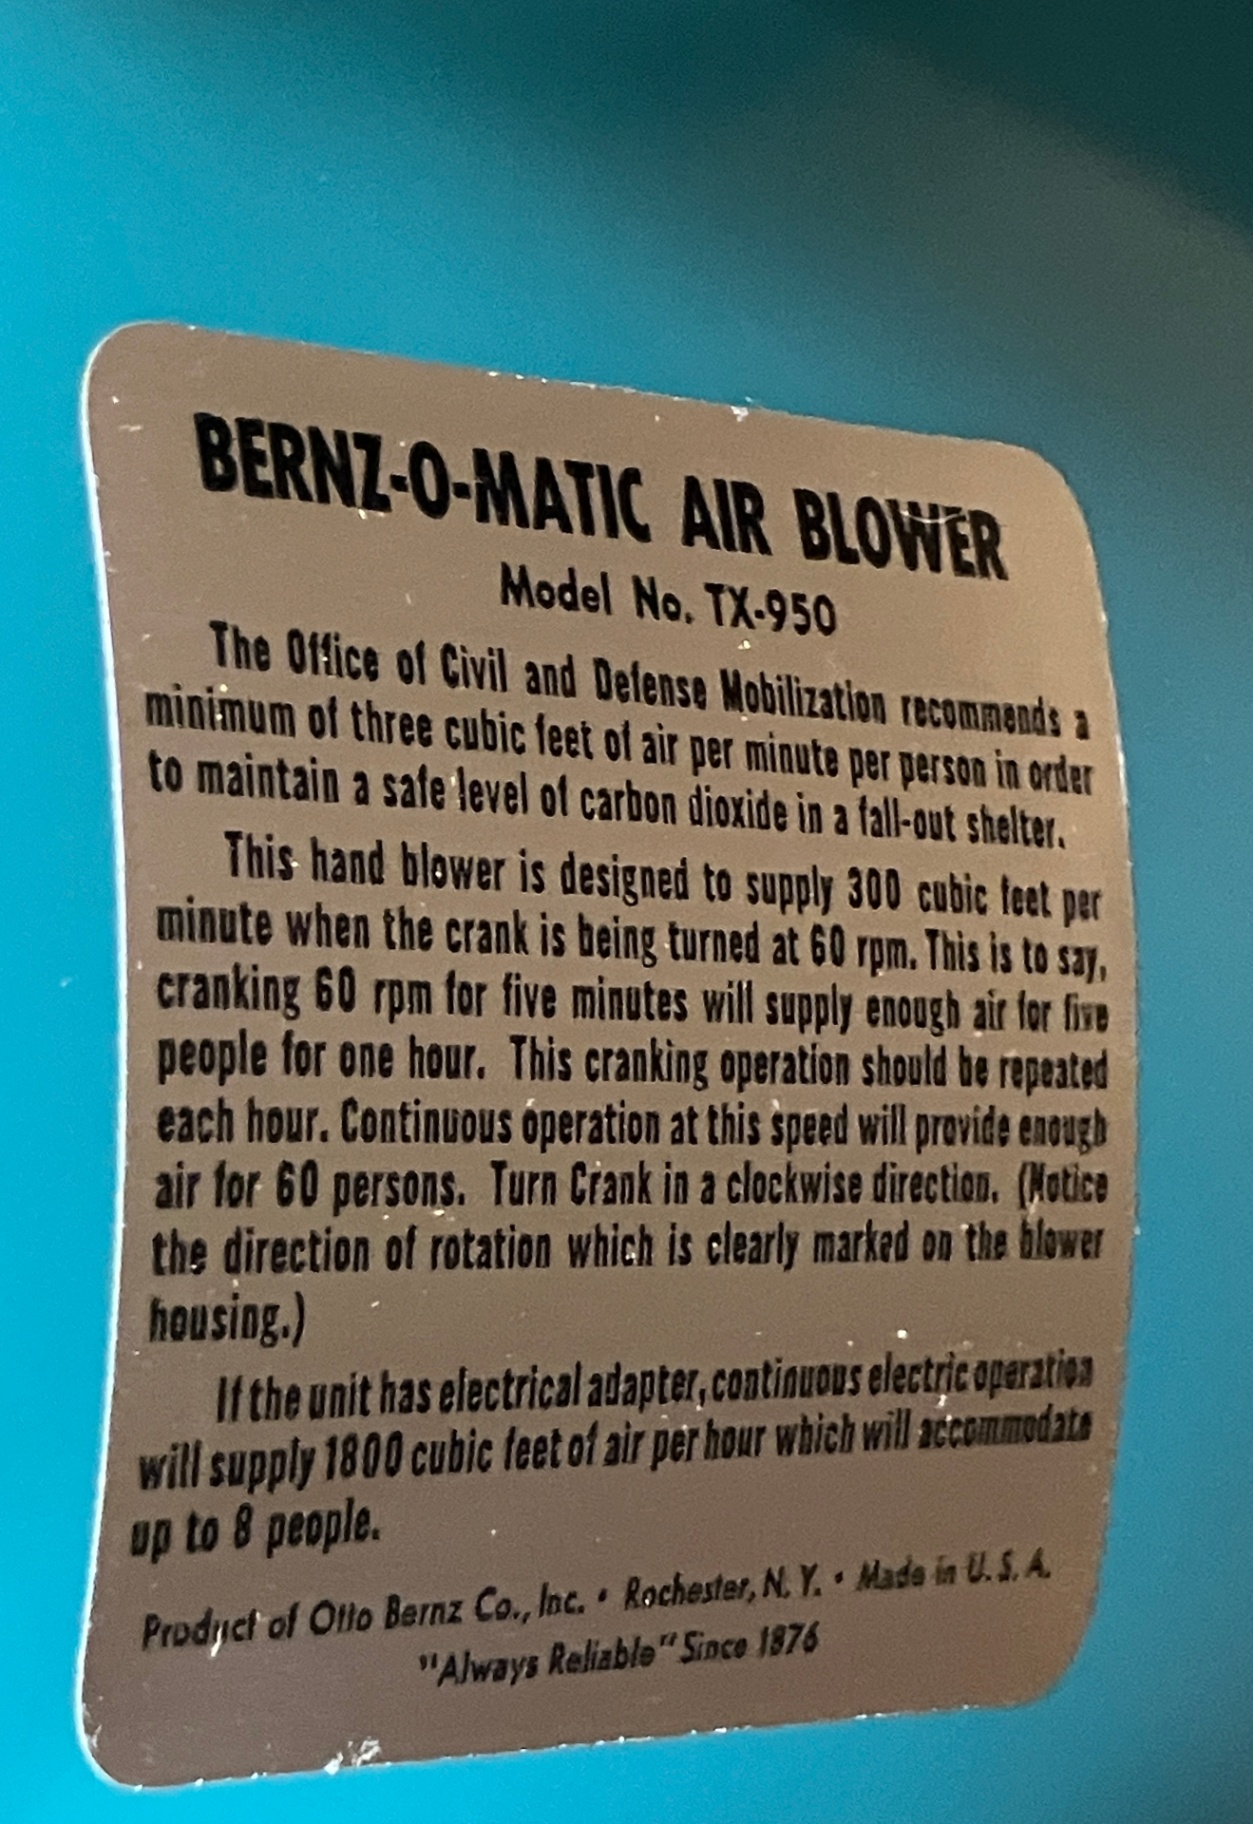 BERNZ-O-MATIC AIR BLOWER
Model No. TX-950
The Office of Civil and Defense Mobilization recommends a
minimum of three cubic feet of air per minute per person in order
to maintain a safe level of carbon dioxide in a fall-out shelter.
This hand blower is designed to supply 300 cubic feet per
minute when the crank is being turned at 60 rpm. This is to say,
cranking 60 rpm for five minutes will supply enough air for five
people for one hour. This cranking operation should be repeated
each hour. Continuous operation at this speed will provide enough
air for 60 persons. Turn Crank in a clockwise direction. (Notice
the direction of rotation which is clearly marked on the blower
housing.)
If the unit has electrical adapter, continuous electric operation
will supply 1800 cubic feet of air per hour which will accommodate
up to 8 people.
Product of Otto Bernz Co., Inc. • Rochester, N. Y. • Made in U. S. A.
"Always Reliable" Since 1876